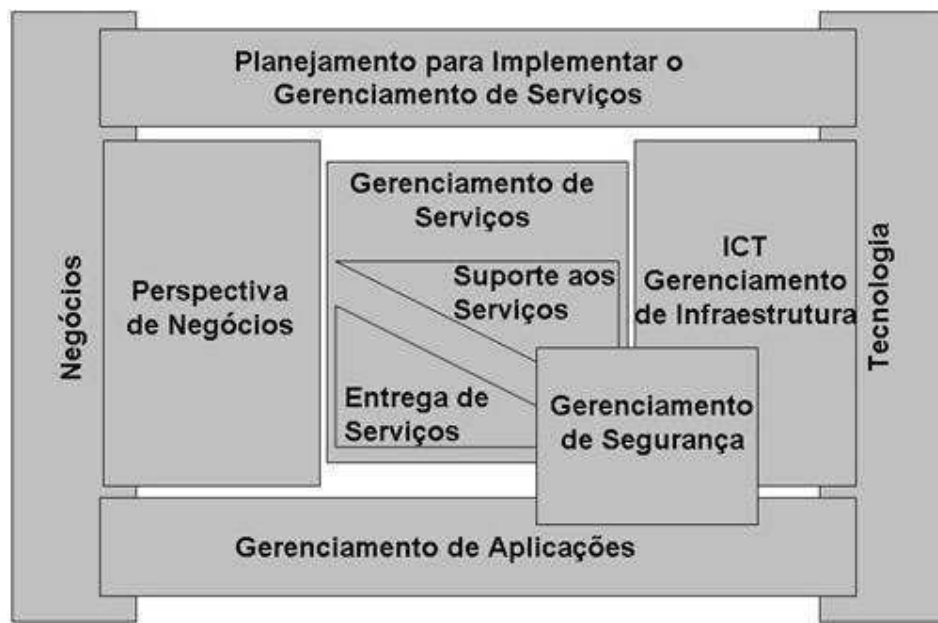 Planejamento para Implementar o
Gerenciamento de Serviços
Negócios
Perspectiva
de Negócios
Gerenciamento de
Serviços
Suporte aos
Serviços
Entrega de
Serviços
ICT
Gerenciamento
de Infraestrutura
Tecnologia
Gerenciamento
de Segurança
Gerenciamento de Aplicações